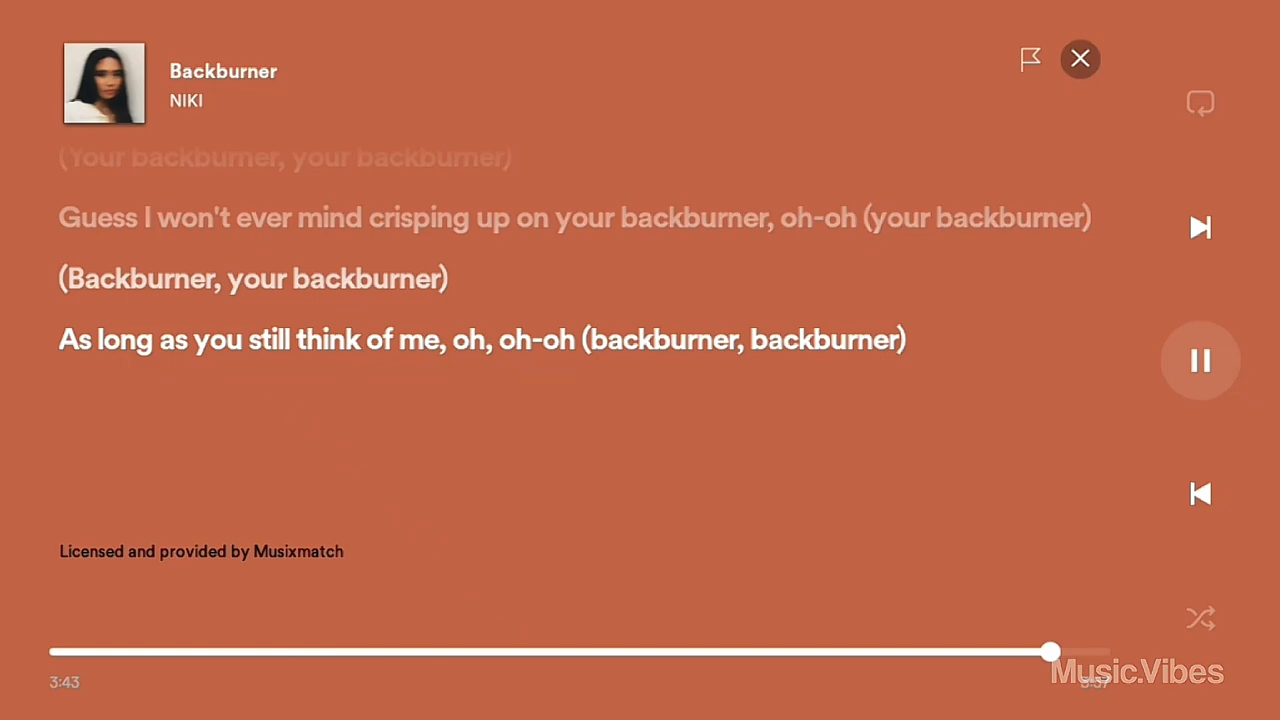 Backburner
NIKI
(Your backburner, your backburner)
Guess I won't ever mind crisping up on your backburner, oh-oh (your backburner)
(Backburner, your backburner)
As long as you still think of me, oh, oh-oh (backburner, backburner)
Licensed and provided by Musixmatch
3:43
Music.Vibes